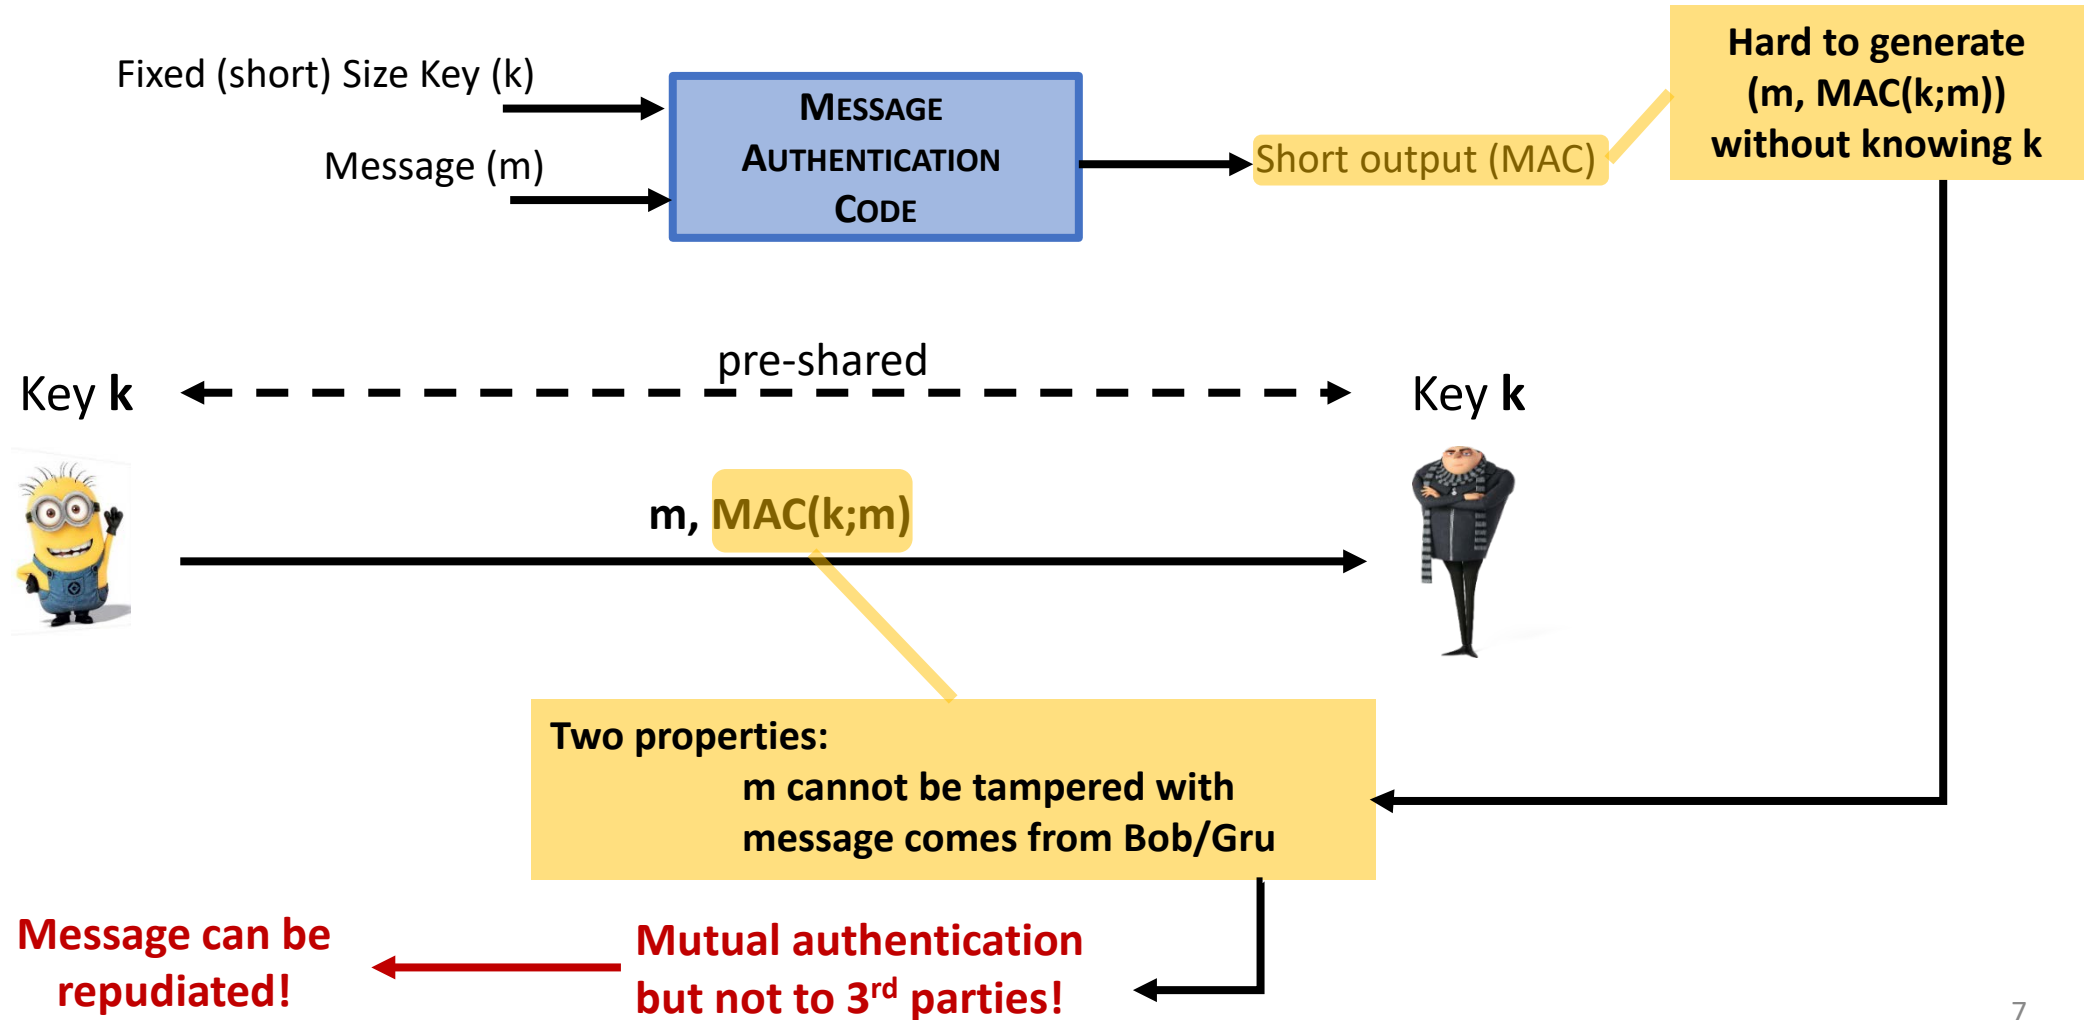 Fixed (short) Size Key (k)
Message (m)
MESSAGE
AUTHENTICATION
CODE
Short output (MAC)
Hard to generate
(m, MAC(k;m))
without knowing k
pre-shared
Key k
Key k
m, MAC(k;m)
Two properties:
m cannot be tampered with
message comes from Bob/Gru
Message can be
repudiated!
Mutual authentication
but not to 3rd parties!
7